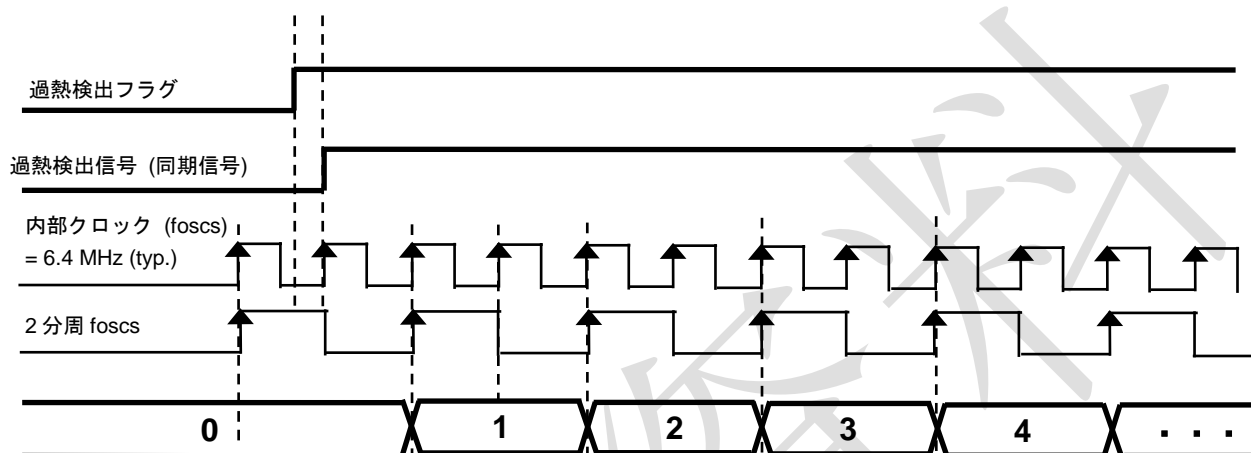 過熱検出フラグ
過熱検出信号 (同期信号)
内部クロック (foscs)
= 6.4 MHz (typ.)
2 分周 foscs
0 1 2 3 4 ・・・